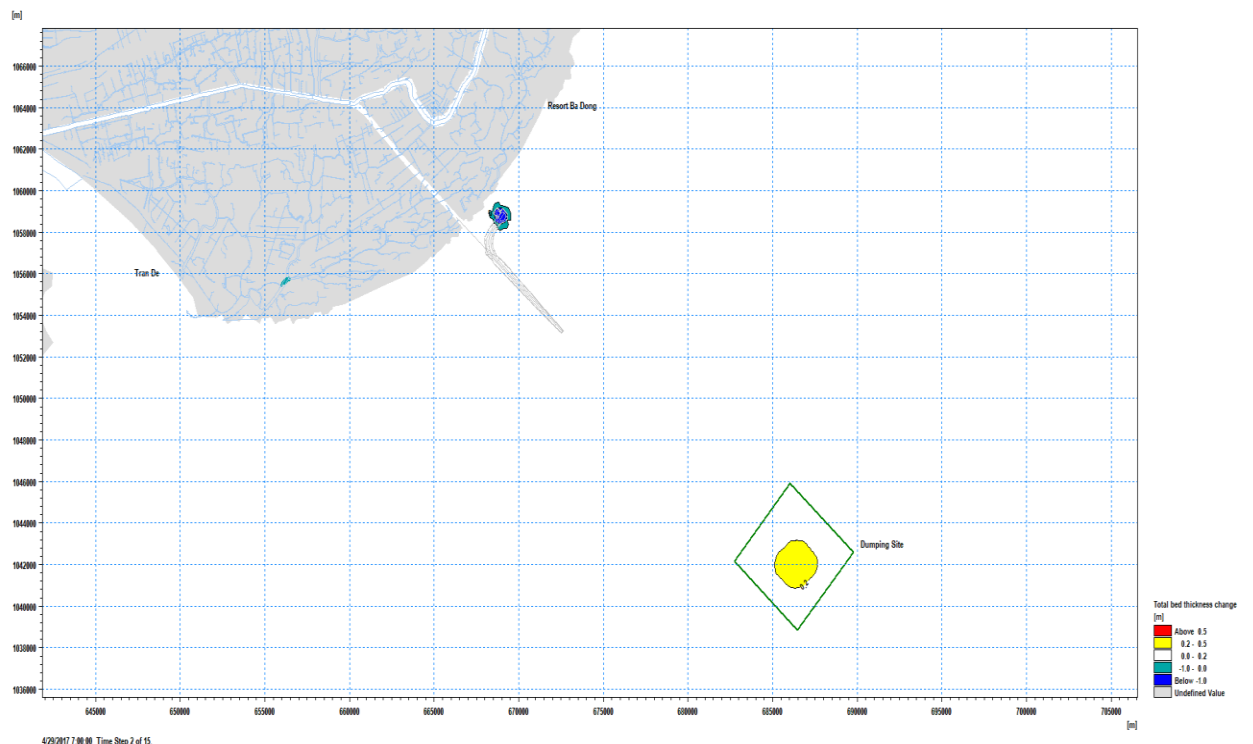 [m]
1066000
Resort Ba Dong
1064000
1062000
1060000
1058000
Tran De
1056000
1054000
1052000
1050000
1048000
1046000
1044000
Dumping Site
1042000
0.2
1040000
1038000
1036000
645000 650000 655000 660000 665000 670000 675000 680000 685000 690000 695000 700000 705000
[m]
Total bed thickness change
[m]
Above 0.5
0.2 - 0.5
0.0 - 0.2
-1.0 - 0.0
Below -1.0
Undefined Value
4/29/2017 7:00:00 Time Step 2 of 15